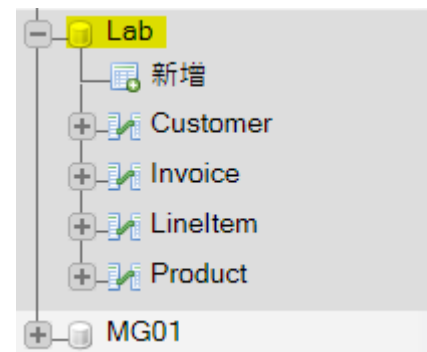 Lab
新增
Customer
Invoice
LineItem
Product
MG01